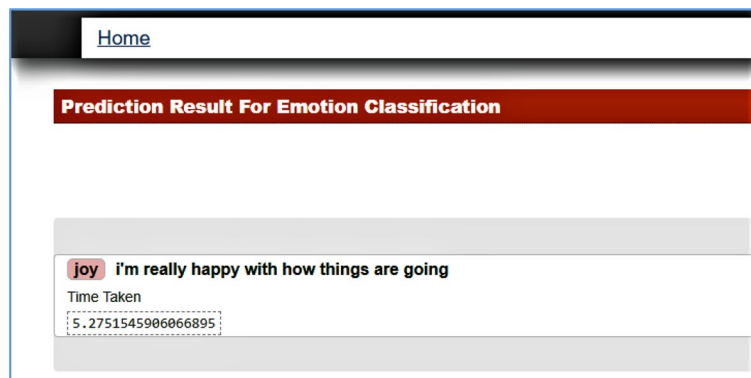 Home
Prediction Result For Emotion Classification
joy i'm really happy with how things are going
Time Taken
5.2751545906066895